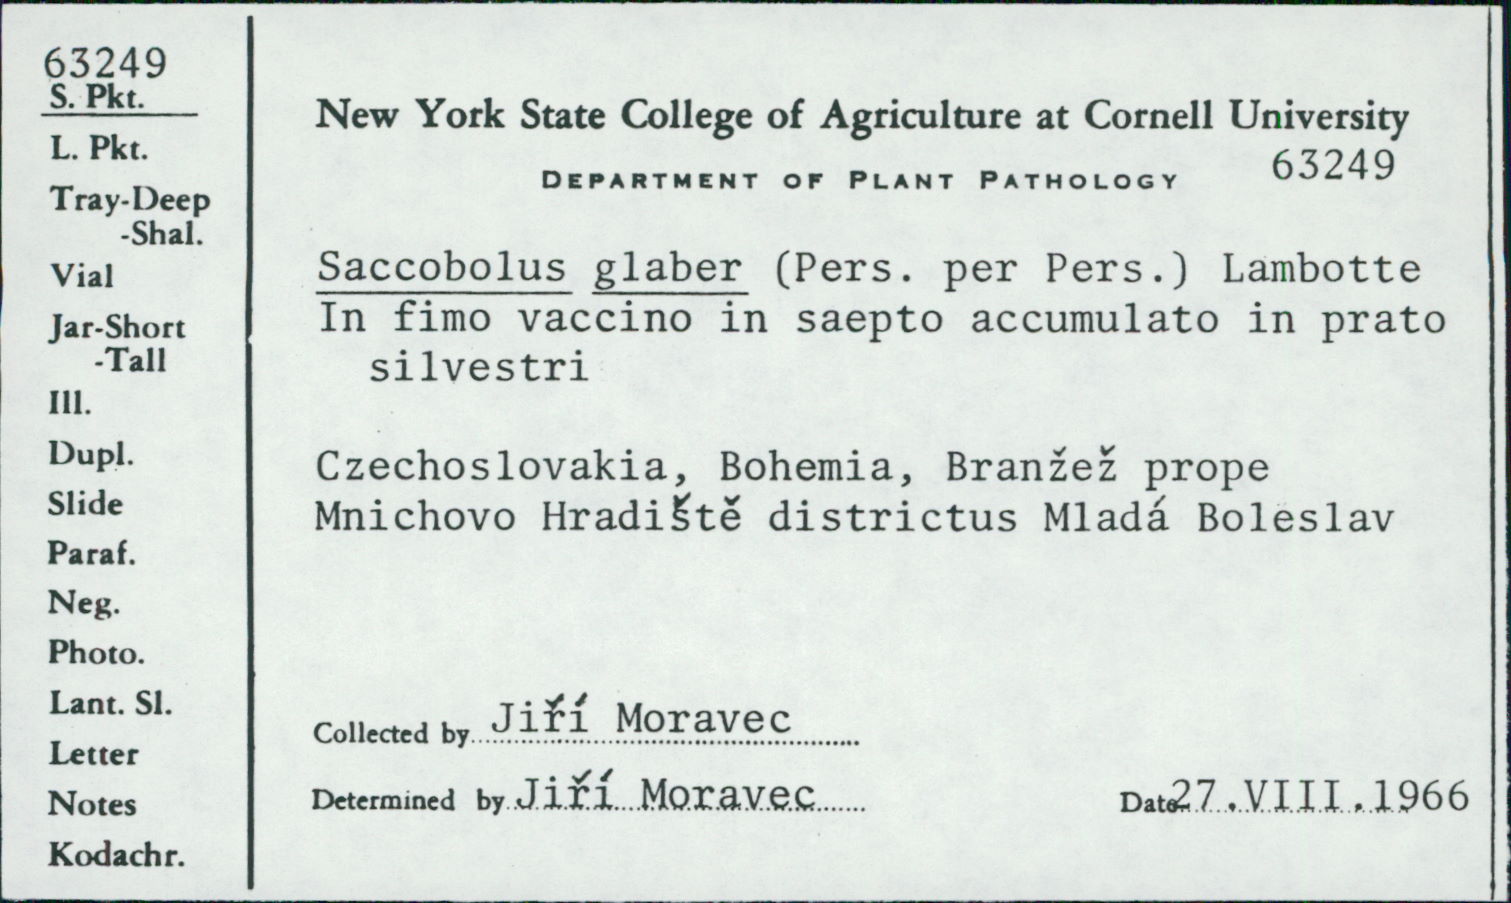 63249
S. Pkt.
L. Pkt.
Tray-Deep
-Shal.
Vial
Jar-Short
-Tall
Ill.
Dupl.
Slide
Paraf.
Neg.
Photo.
Lant. Sl.
Letter
Notes
Kodachr.
New York State College of Agriculture at Cornell University
DEPARTMENT OF PLANT PATHOLOGY 63249
Saccobolus glaber (Pers. per Pers.) Lambotte
In fimo vaccino in saepto accumulato in prato
silvestri
Czechoslovakia, Bohemia, Branžež prope
Mnichovo Hradiště districtus Mladá Boleslav
Collected by Jiří Moravec
Determined by Jiří Moravec
Date 27.VIII.1966